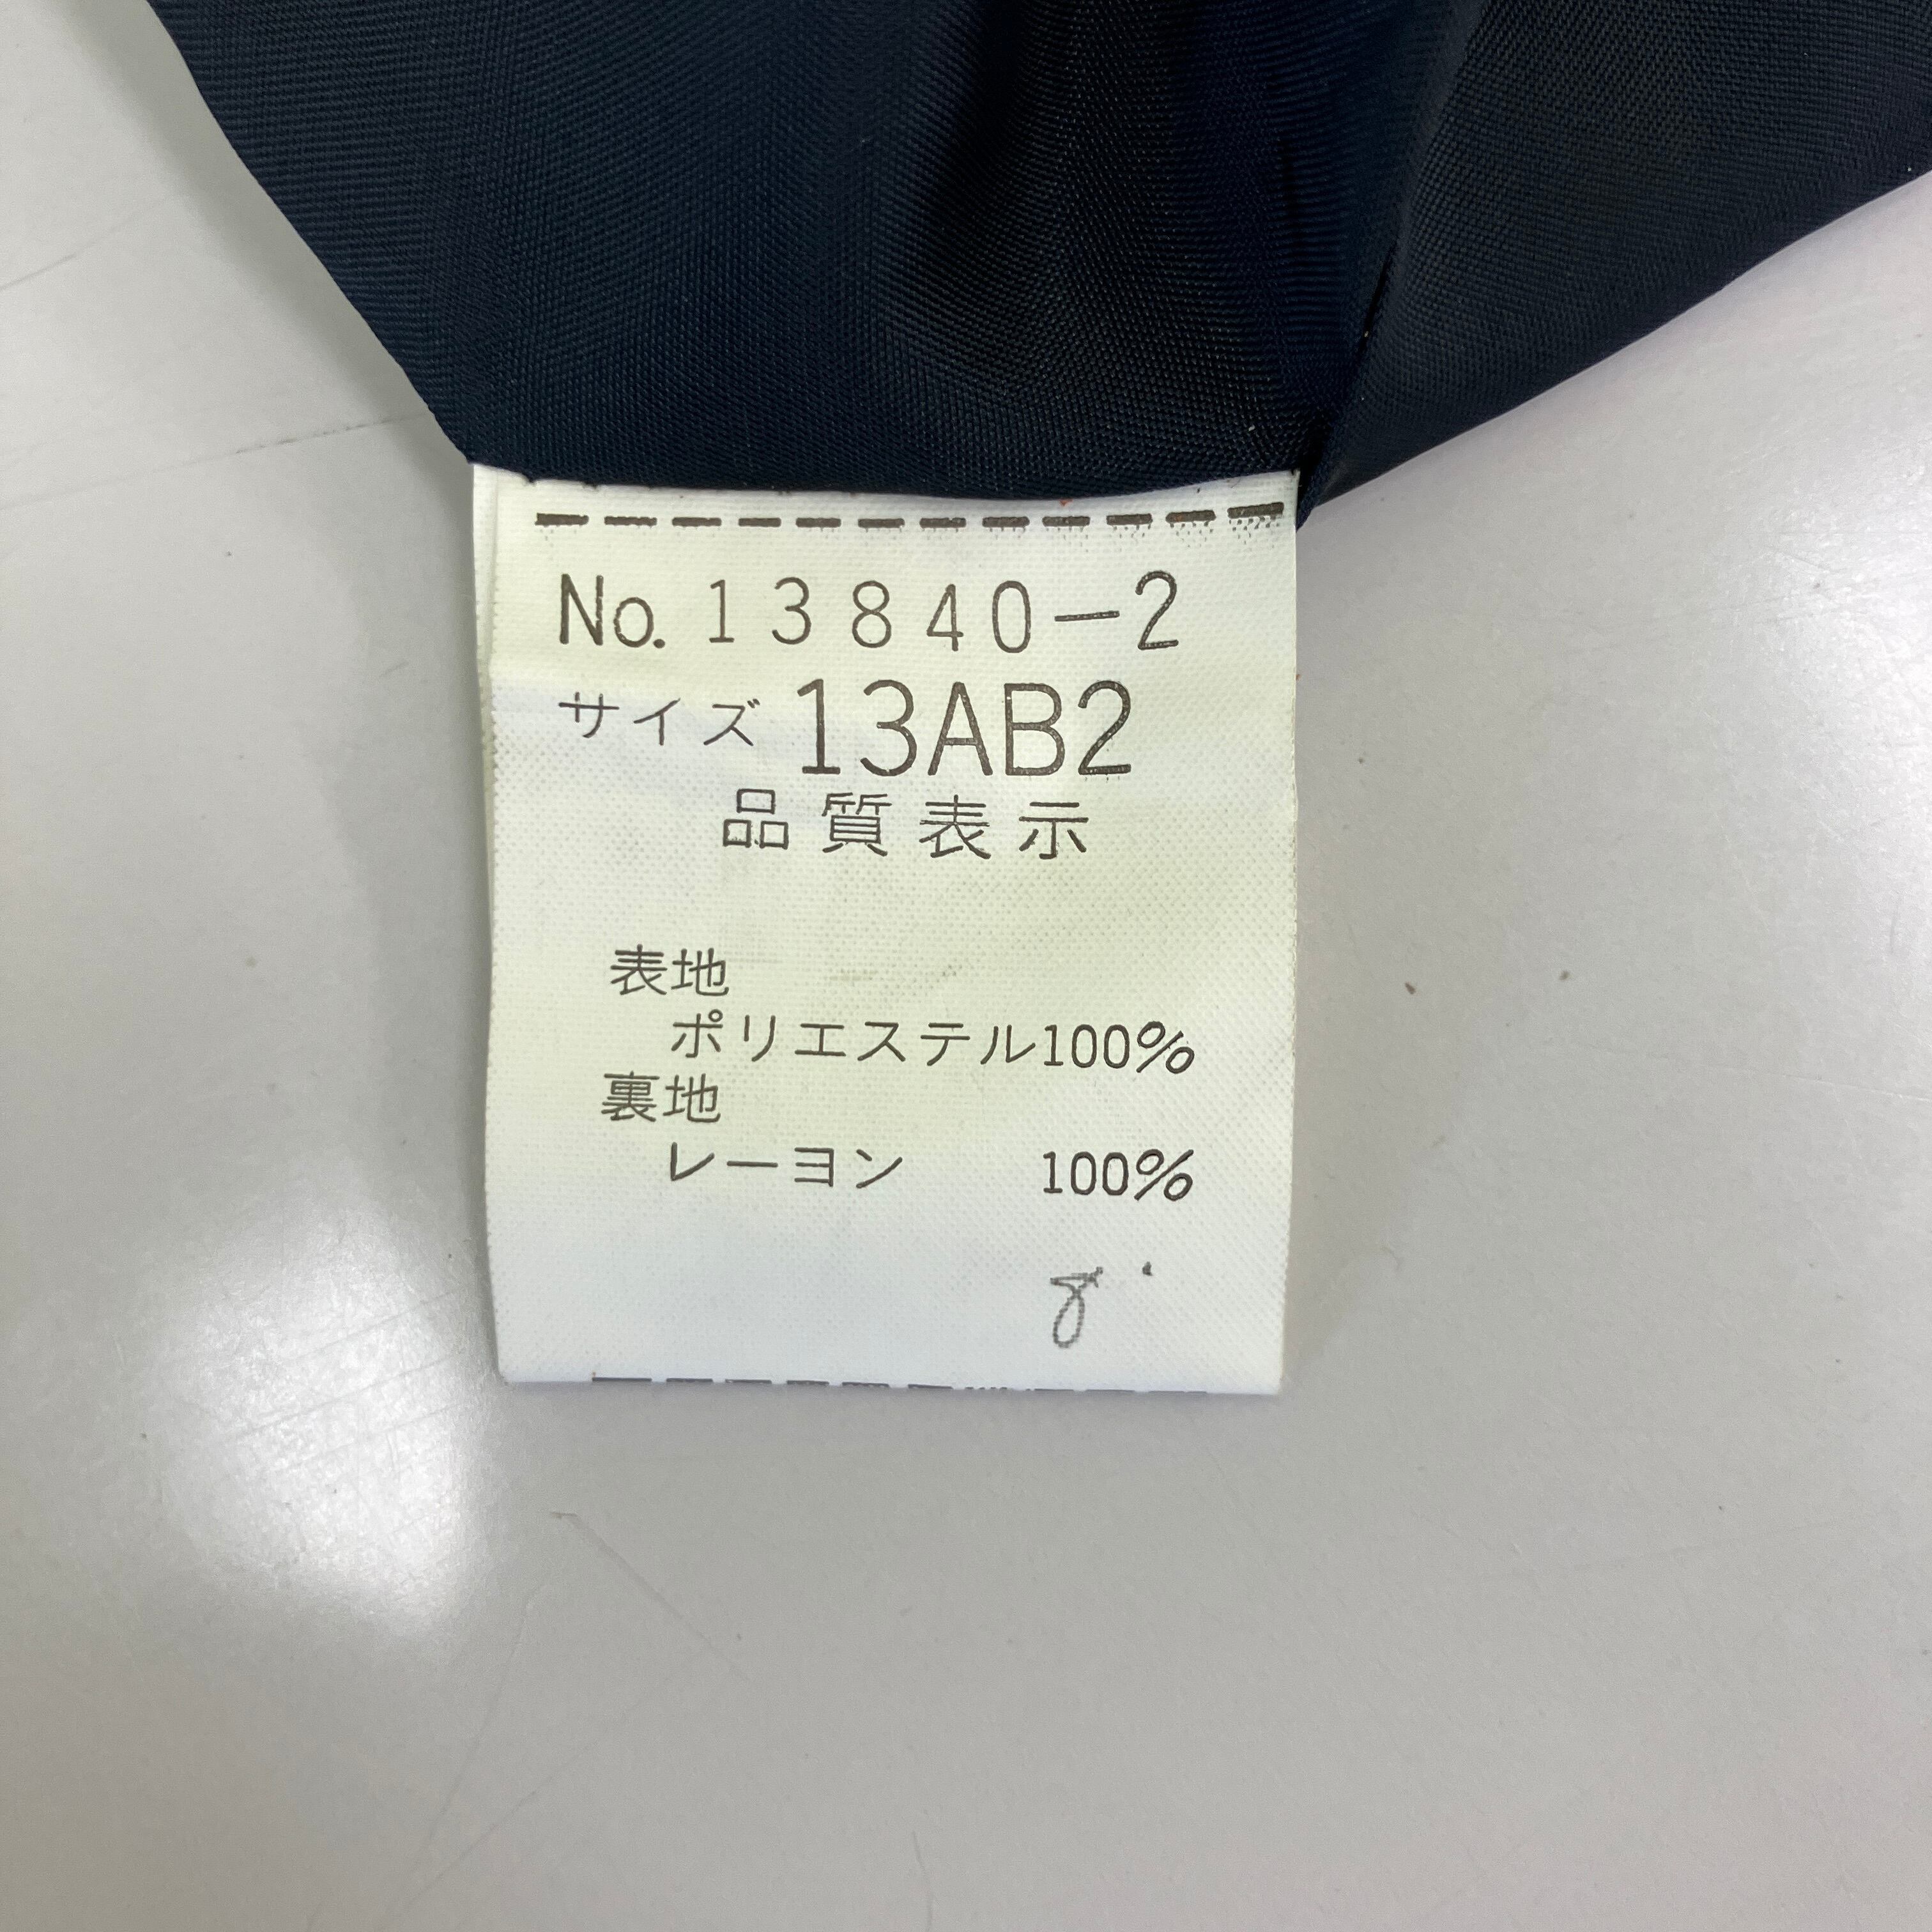 No. 13840-2
サイズ 13AB2
品質表示
表地
ポリエステル100%
裏地
レーヨン 100%